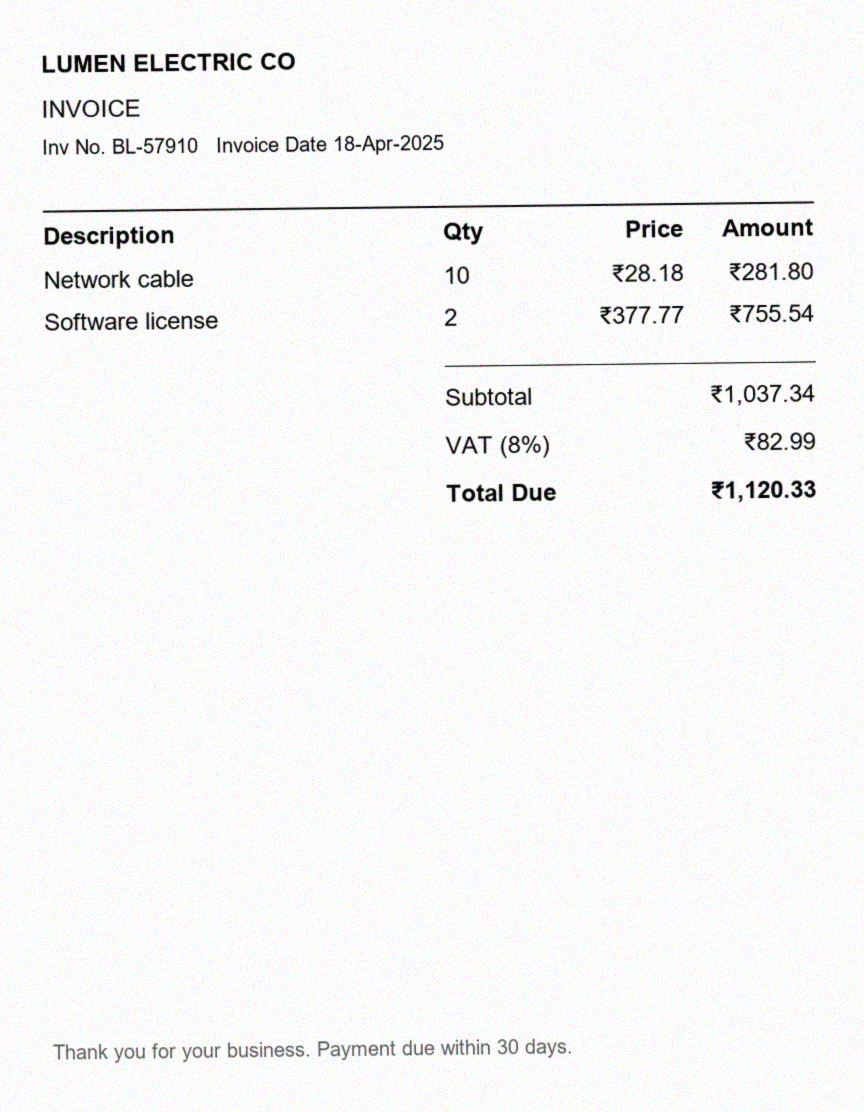 LUMEN ELECTRIC CO
INVOICE
Inv No. BL-57910 Invoice Date 18-Apr-2025
Description Qty Price Amount
Network cable 10 ₹28.18 ₹281.80
Software license 2 ₹377.77 ₹755.54
Subtotal ₹1,037.34
VAT (8%) ₹82.99
Total Due ₹1,120.33
Thank you for your business. Payment due within 30 days.